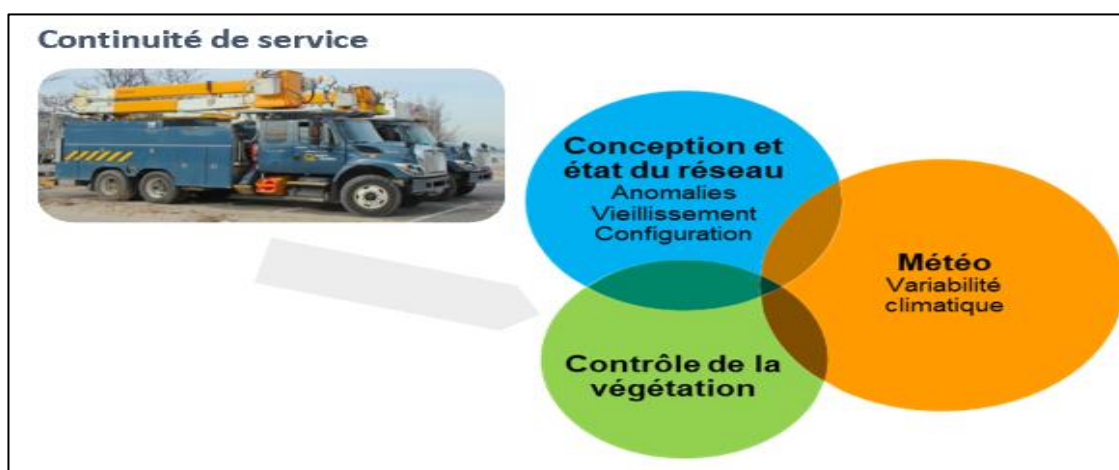 Continuité de service
Conception et
état du réseau
Anomalies
Vieillissement
Configuration
Météo
Variabilité
climatique
Contrôle de la
végétation